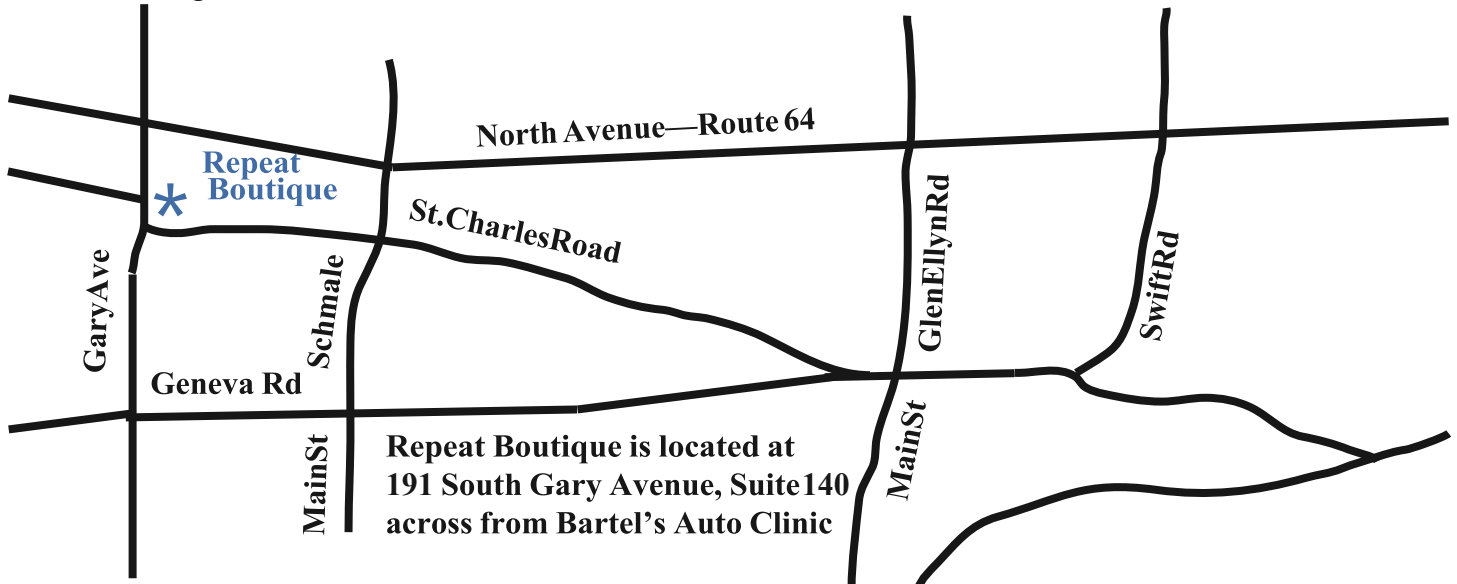 North Avenue—Route 64
Repeat
Boutique
*
St.CharlesRoad
GlenEllynRd
SwiftRd
GaryAve
Schmale
Geneva Rd
MainSt
MainSt
Repeat Boutique is located at
191 South Gary Avenue, Suite140
across from Bartel’s Auto Clinic